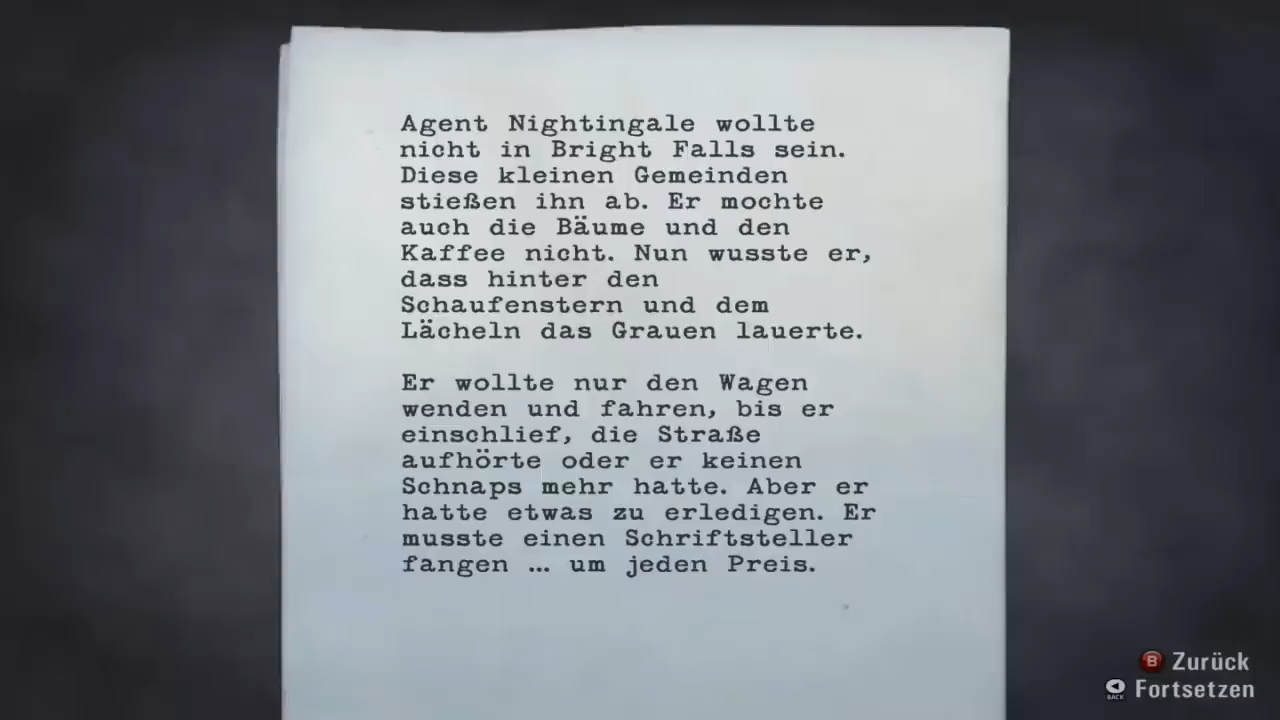 Agent Nightingale wollte
nicht in Bright Falls sein.
Diese kleinen Gemeinden
stießen ihn ab. Er mochte
auch die Bäume und den
Kaffee nicht. Nun wusste er,
dass hinter den
Schaufenstern und dem
Lächeln das Grauen lauerte.
Er wollte nur den Wagen
wenden und fahren, bis er
einschlief, die Straße
aufhörte oder er keinen
Schnaps mehr hatte. Aber er
hatte etwas zu erledigen. Er
musste einen Schriftsteller
fangen … um jeden Preis.
B Zurück
BACK Fortsetzen